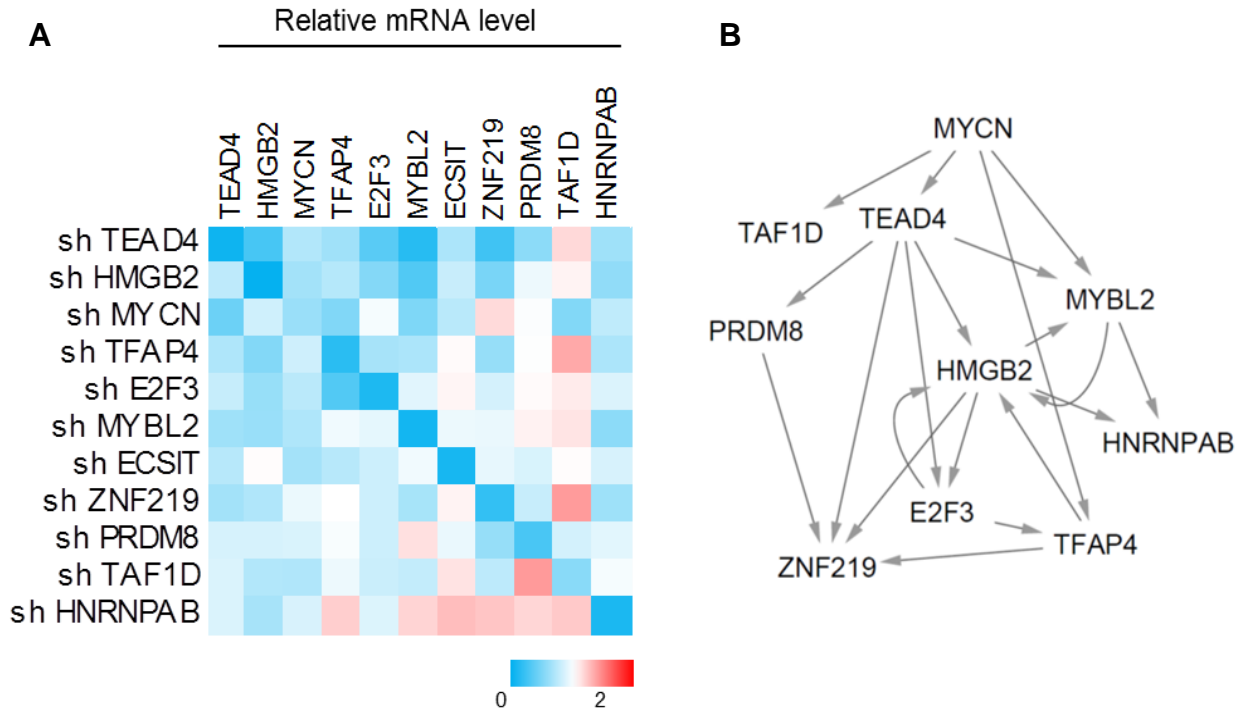 A
Relative mRNA level
B
TEAD4
HMGB2
MYCN
TFAP4
E2F3
MYBL2
ECSIT
ZNF219
PRDM8
TAF1D
HNRNPAB
sh TEAD4
sh HMGB2
sh MYCN
sh TFAP4
sh E2F3
sh MYBL2
sh ECSIT
sh ZNF219
sh PRDM8
sh TAF1D
sh HNRNPAB
0 2
MYCN
TAF1D
TEAD4
MYBL2
PRDM8
HMGB2
HNRNPAB
E2F3
TFAP4
ZNF219